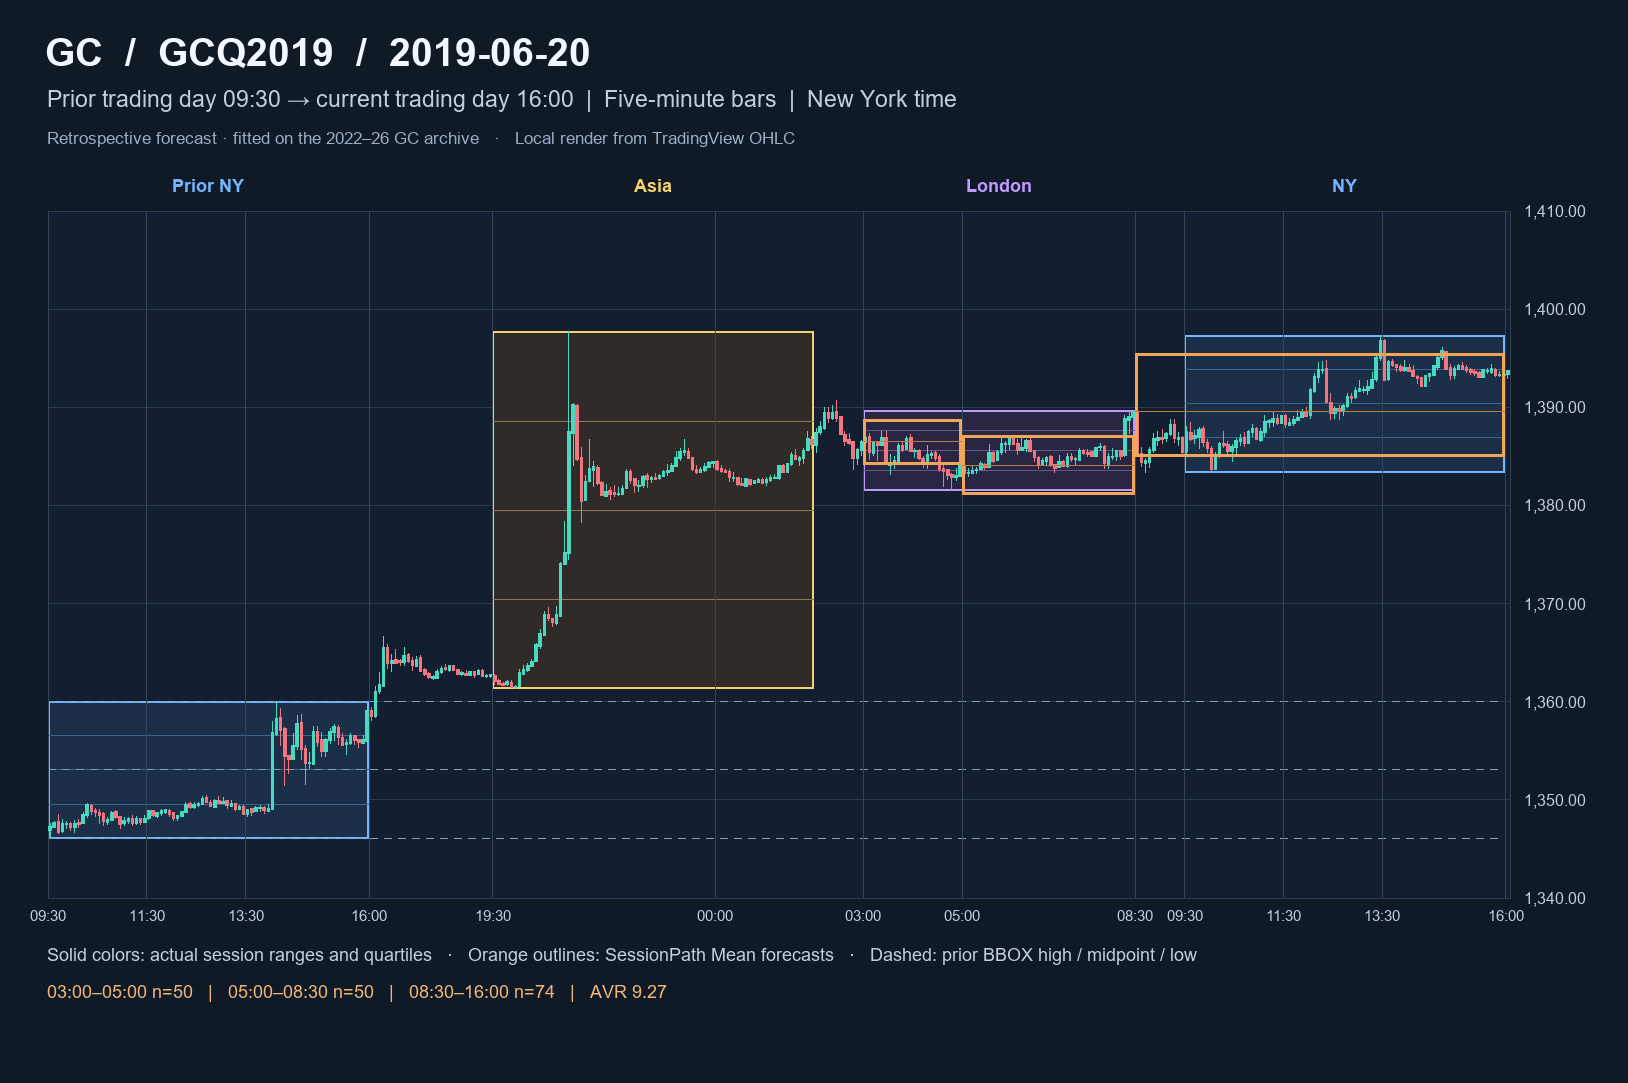 GC / GCQ2019 / 2019-06-20
Prior trading day 09:30 → current trading day 16:00 | Five-minute bars | New York time
Retrospective forecast · fitted on the 2022–26 GC archive · Local render from TradingView OHLC
Prior NY Asia London NY
1,410.00
1,400.00
1,390.00
1,380.00
1,370.00
1,360.00
1,350.00
1,340.00
09:30 11:30 13:30 16:00 19:30 00:00 03:00 05:00 08:30 09:30 11:30 13:30 16:00
Solid colors: actual session ranges and quartiles · Orange outlines: SessionPath Mean forecasts · Dashed: prior BBOX high / midpoint / low
03:00–05:00 n=50 | 05:00–08:30 n=50 | 08:30–16:00 n=74 | AVR 9.27